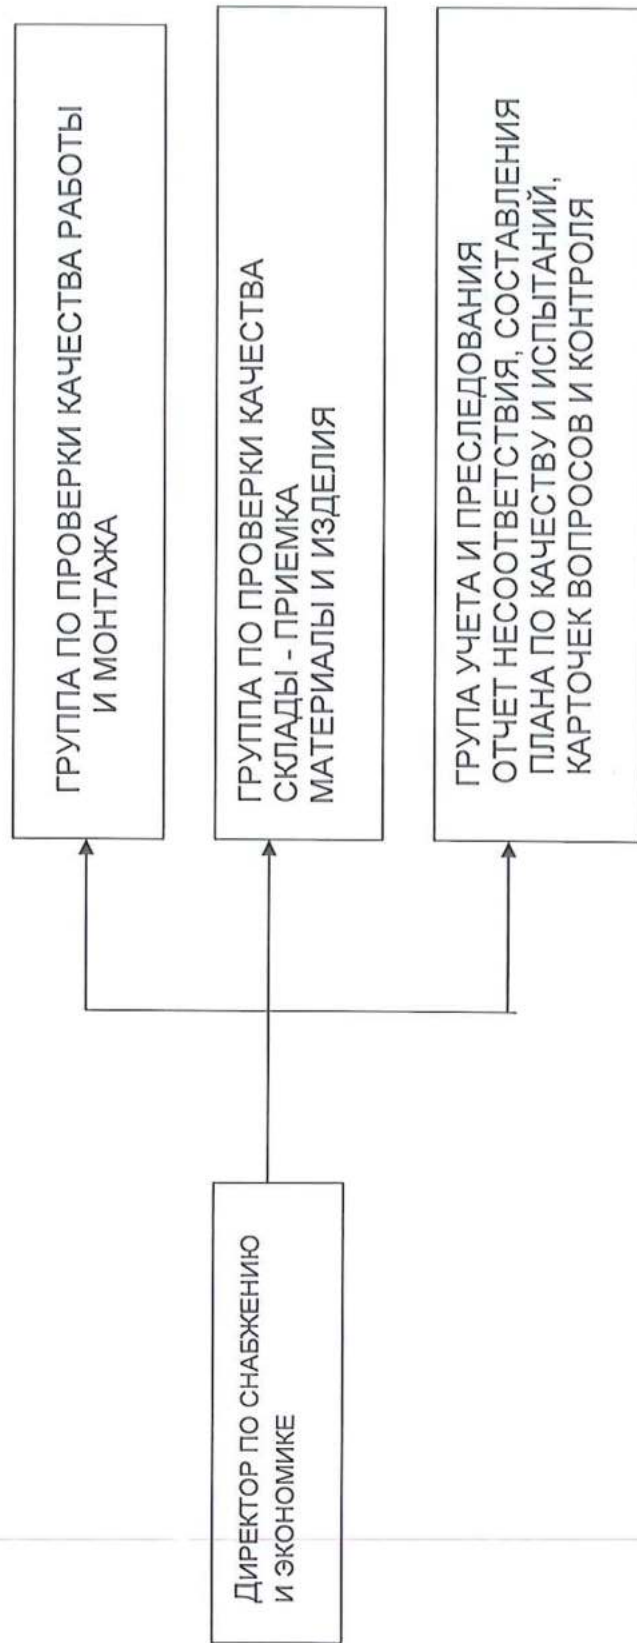 ДИРЕКТОР ПО СНАБЖЕНИЮ
И ЭКОНОМИКЕ
ГРУППА ПО ПРОВЕРКИ КАЧЕСТВА РАБОТЫ
И МОНТАЖА
ГРУППА ПО ПРОВЕРКИ КАЧЕСТВА
СКЛАДЫ - ПРИЕМКА
МАТЕРИАЛЫ И ИЗДЕЛИЯ
ГРУПА УЧЕТА И ПРЕСЛЕДОВАНИЯ
ОТЧЕТ НЕСООТВЕТСТВИЯ, СОСТАВЛЕНИЯ
ПЛАНА ПО КАЧЕСТВУ И ИСПЫТАНИЙ,
КАРТОЧЕК ВОПРОСОВ И КОНТРОЛЯ